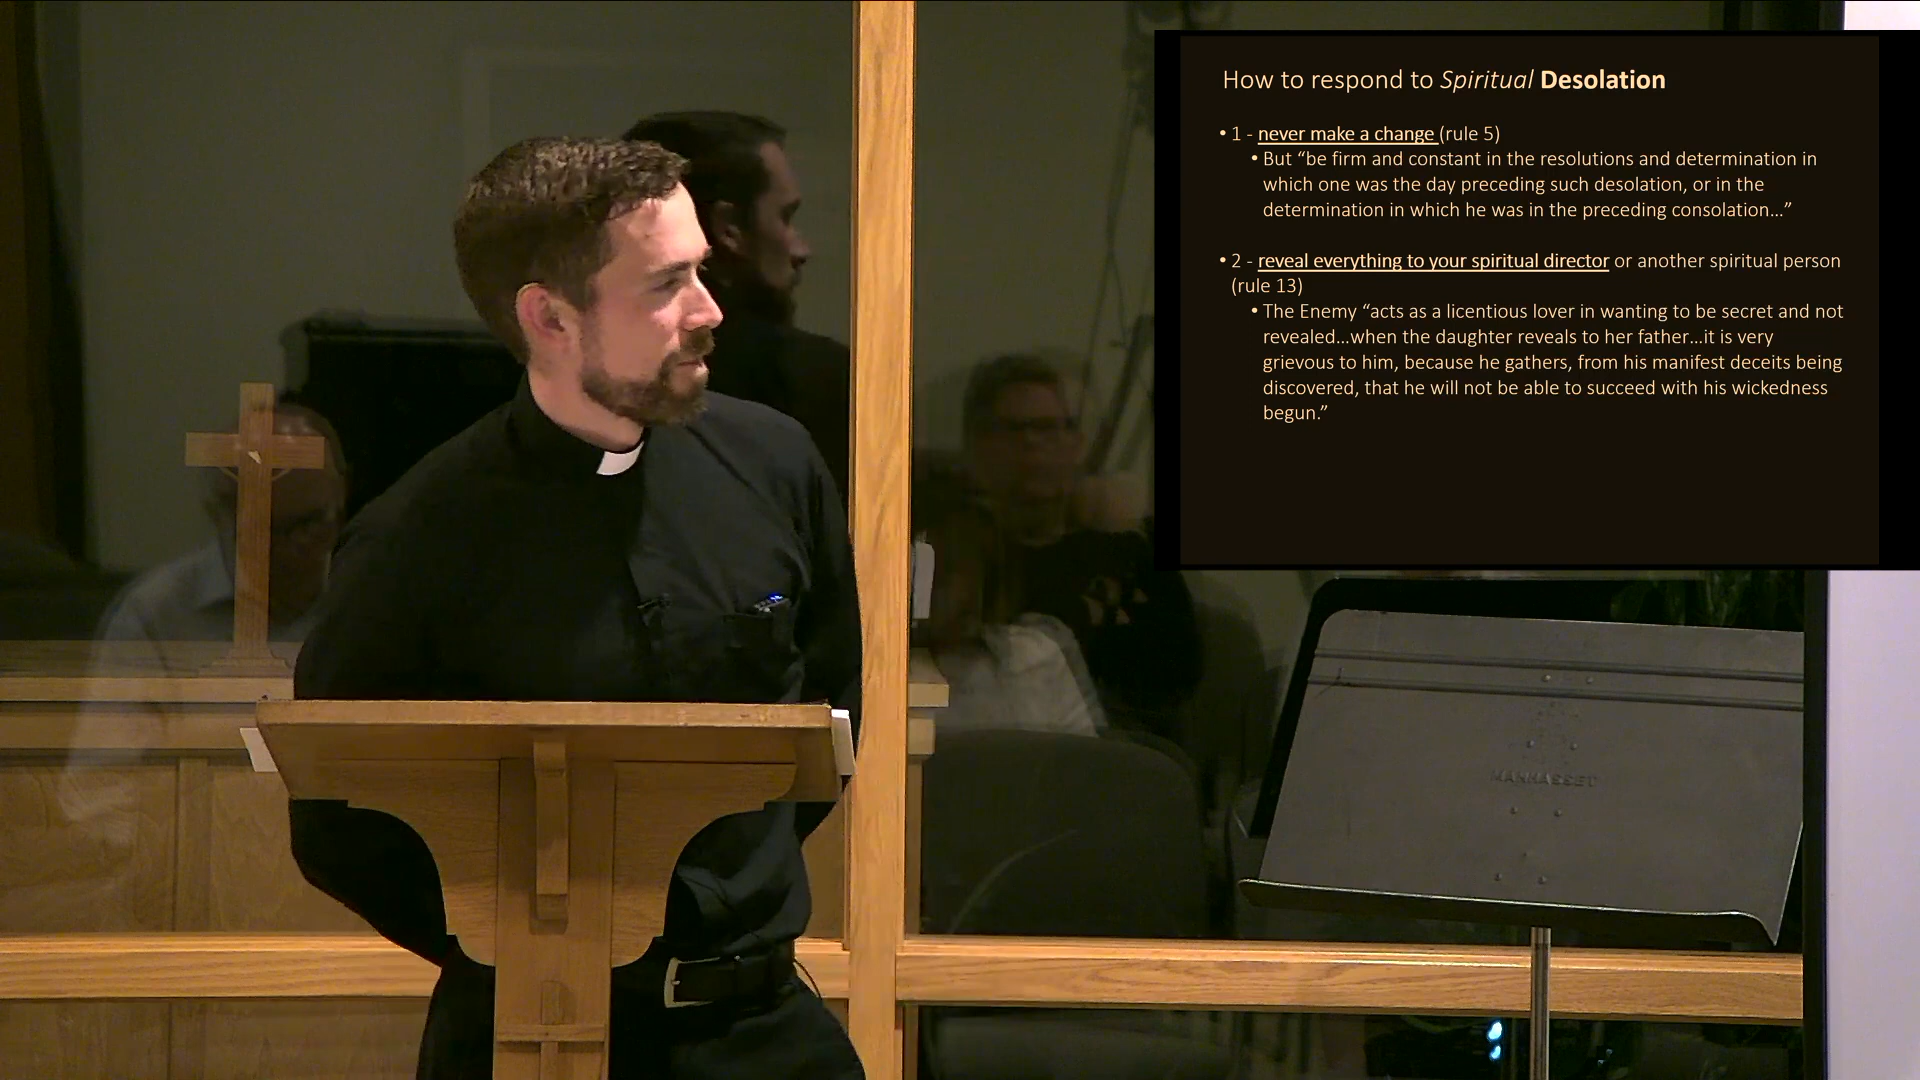 How to respond to Spiritual Desolation
• 1 - never make a change (rule 5)
• But “be firm and constant in the resolutions and determination in
which one was the day preceding such desolation, or in the
determination in which he was in the preceding consolation…”
• 2 - reveal everything to your spiritual director or another spiritual person
(rule 13)
• The Enemy “acts as a licentious lover in wanting to be secret and not
revealed…when the daughter reveals to her father…it is very
grievous to him, because he gathers, from his manifest deceits being
discovered, that he will not be able to succeed with his wickedness
begun.”
MANHASSET